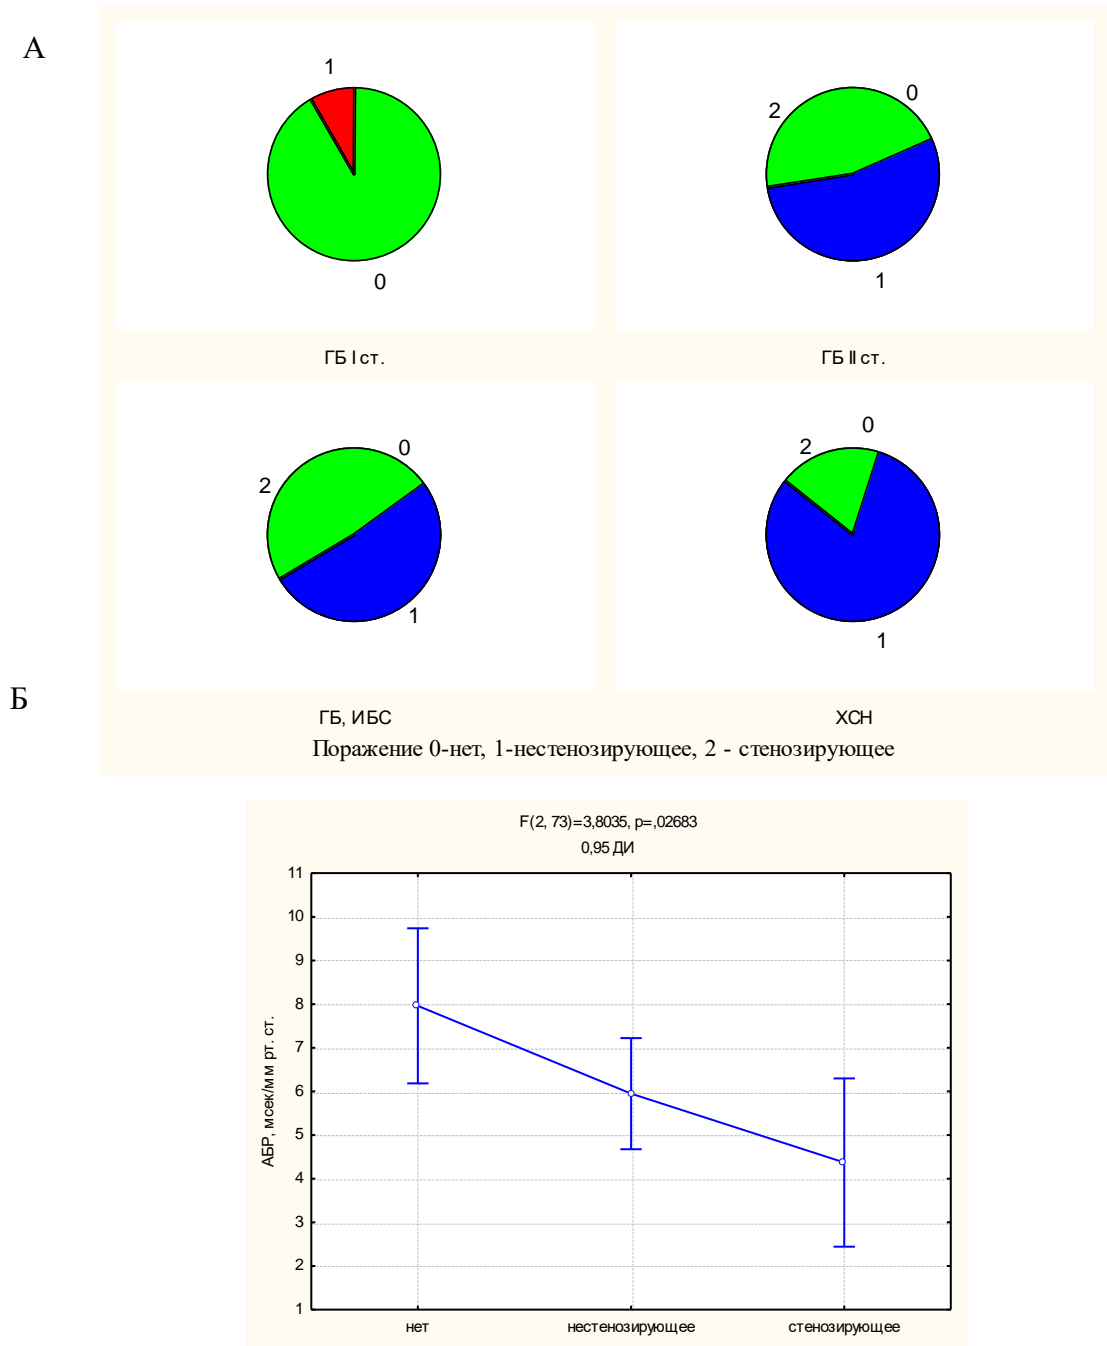 А
1
0
ГБ I ст.
2
0
1
ГБ II ст.
2
0
1
ГБ, ИБС
2
0
1
ХСН
Поражение 0-нет, 1-нестенозирующее, 2 - стенозирующее
Б
F(2, 73)=3,8035, p=,02683
0,95 ДИ
11
10
9
8
7
6
5
4
3
2
1
АБР, мсек/мм рт. ст.
нет
нестенозирующее
стенозирующее